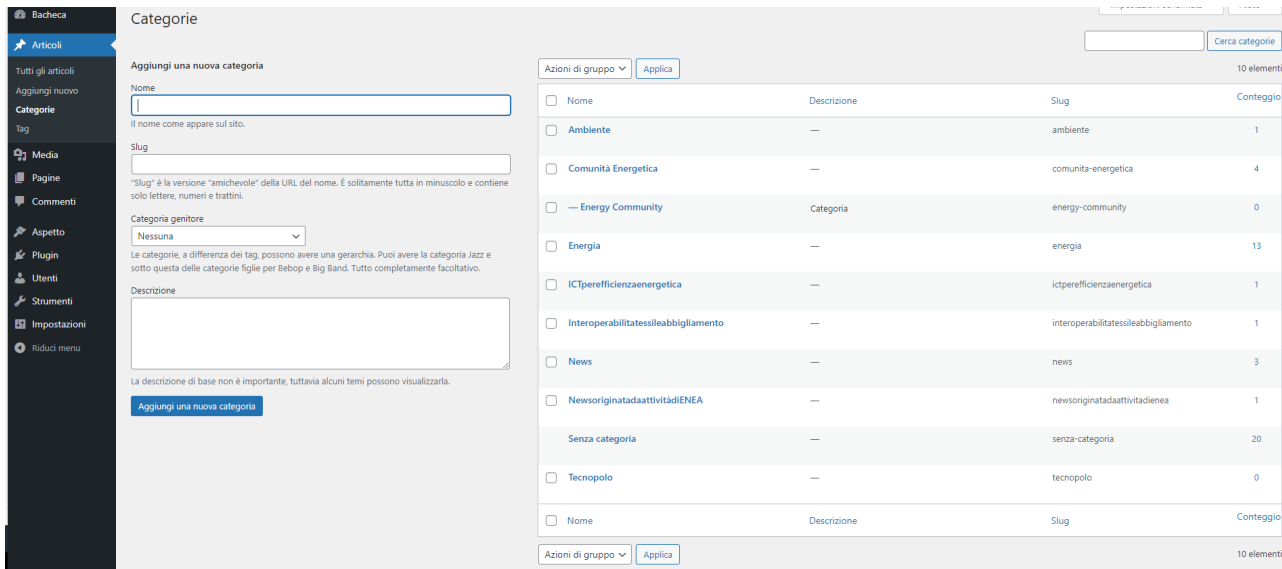 Bacheca
Articoli
Tutti gli articoli
Aggiungi nuovo
Categorie
Tag
Media
Pagine
Commenti
Aspetto
Plugin
Utenti
Strumenti
Impostazioni
Riduci menu
Categorie
Cerca categorie
Aggiungi una nuova categoria
Nome
Il nome come appare sul sito.
Slug
"Slug" è la versione "amichevole" della URL del nome. È solitamente tutta in minuscolo e contiene
solo lettere, numeri e trattini.
Categoria genitore
Nessuna
Le categorie, a differenza dei tag, possono avere una gerarchia. Puoi avere la categoria Jazz e
sotto questa delle categorie figlie per Bebop e Big Band. Tutto completamente facoltativo.
Descrizione
La descrizione di base non è importante, tuttavia alcuni temi possono visualizzarla.
Aggiungi una nuova categoria
Azioni di gruppo Applica 10 elementi
Nome Descrizione Slug Conteggio
Ambiente — ambiente 1
Comunità Energetica — comunita-energetica 4
— Energy Community Categoria energy-community 0
Energia — energia 13
ICTperefficienzaenergetica — ictperefficienzaenergetica 1
Interoperabilitatessileabbigliamento — interoperabilitatessileabbigliamento 1
News — news 3
NewsoriginatadaattivitàdiENEA — newsoriginatadaattivitadienea 1
Senza categoria — senza-categoria 20
Tecnopolo — tecnopolo 0
Nome Descrizione Slug Conteggio
Azioni di gruppo Applica 10 elementi